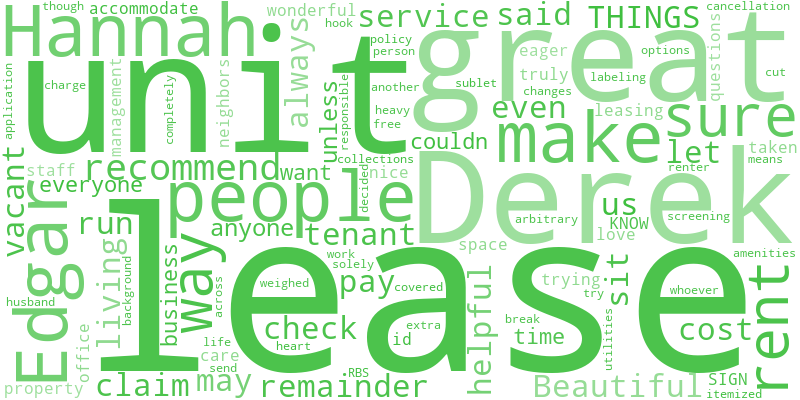 though
accommodate
wonderful
hook
service
said
THINGS
cancellation
Hannah
unit
always
policy
person
great
eager
options
questions
truly
labeling
cut
application
charge
management
completely
neighbors
unless
responsible
another
heavy
free
sublet
even
changes
leasing
make
sure
couldn
let
taken
means
vacant
staff
recommend
want
collections
nice
everyone
people
decided
Derek
renter
Edgar
run
anyone
tenant
arbitrary
us
KNOW
screening
love
space
amenities
living
background
business
way
across
work
solely
weighed
pay
covered
helpful
trying
try
sit
whoever
rent
husband
lease
office
life
send
care
check
heart
extra
id
time
break
utilities
cost
property
claim
may
remainder
RBS
Beautiful
SIGN
itemized